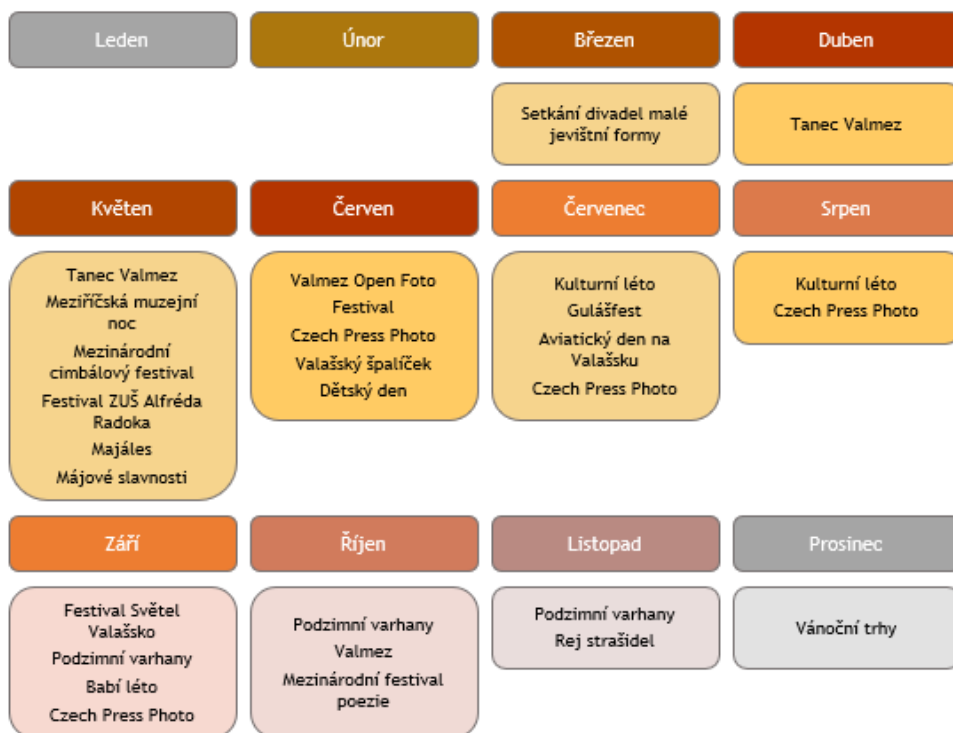 Leden
Únor
Březen
Duben
Setkání divadel malé
jevištní formy
Tanec Valmez
Květen
Červen
Červenec
Srpen
Tanec Valmez
Meziříčská muzejní
noc
Mezinárodní
cimbálový festival
Festival ZUŠ Alfréda
Radoka
Majáles
Májové slavnosti
Valmez Open Foto
Festival
Czech Press Photo
Valašský špalíček
Dětský den
Kulturní léto
Gulášfest
Aviatický den na
Valašsku
Czech Press Photo
Kulturní léto
Czech Press Photo
Září
Říjen
Listopad
Prosinec
Festival Světel
Valašsko
Podzimní varhany
Babí léto
Czech Press Photo
Podzimní varhany
Valmez
Mezinárodní festival
poezie
Podzimní varhany
Rej strašidel
Vánoční trhy